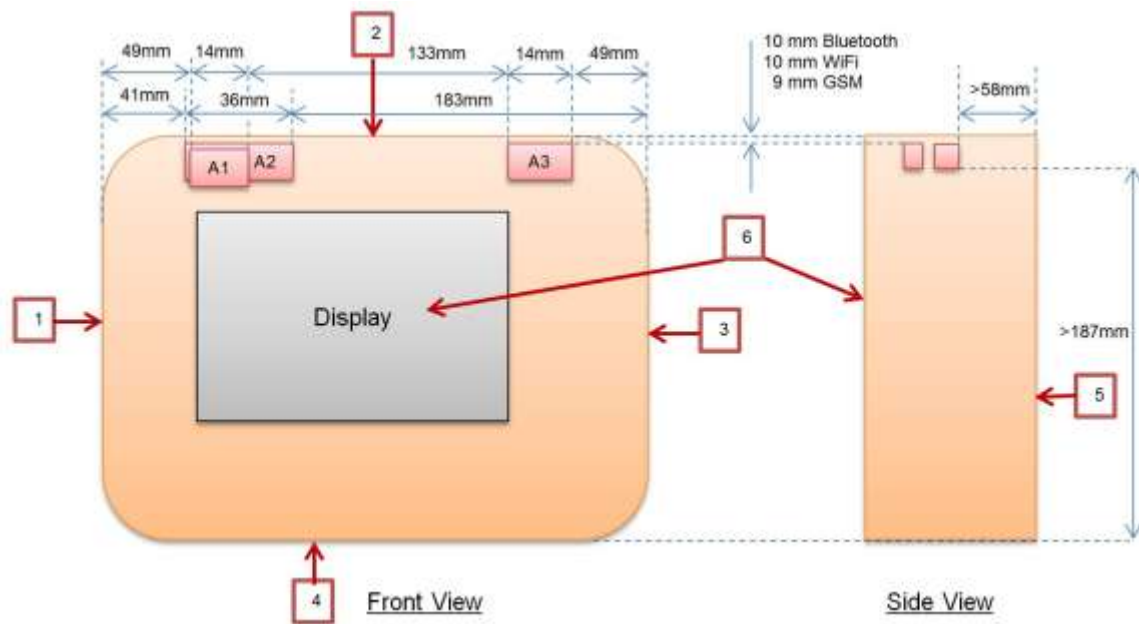 2
49mm 14mm 133mm 14mm 49mm
10 mm Bluetooth
10 mm WiFi
9 mm GSM
>58mm
41mm 36mm 183mm
A1 A2 A3
6
1
Display
3
>187mm
5
4
Front View
Side View